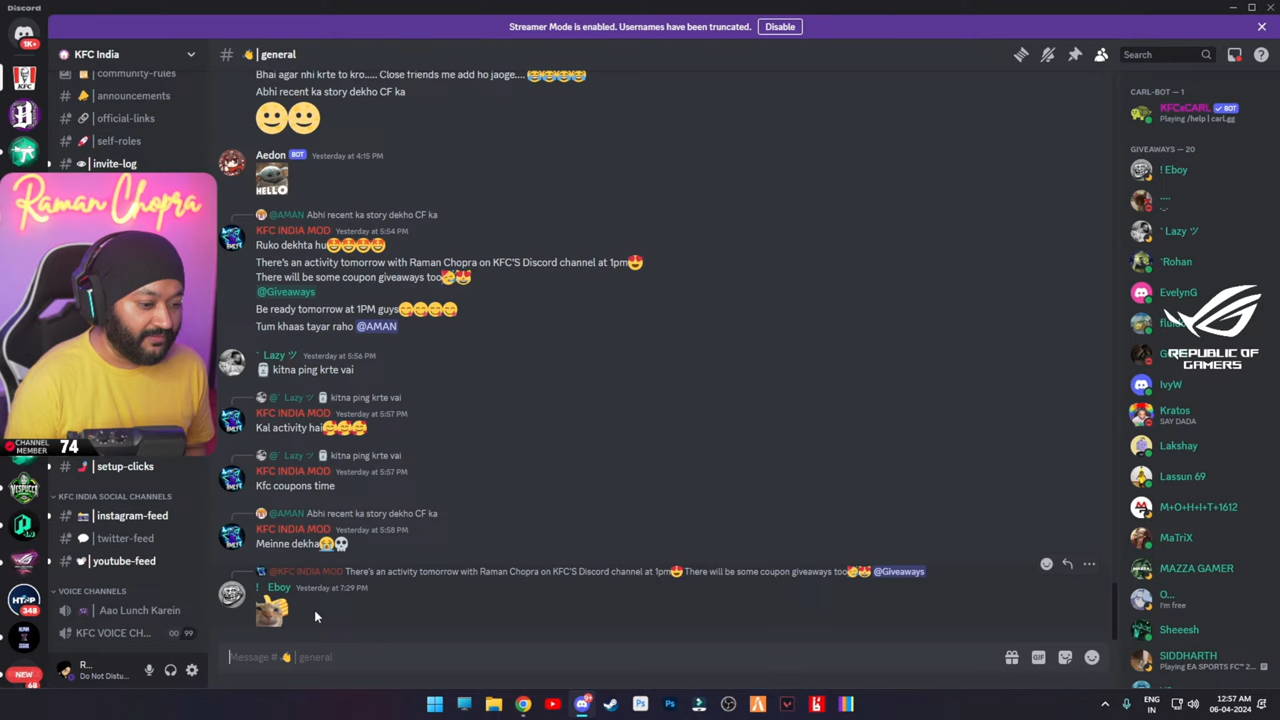 Discord
Streamer Mode is enabled. Usernames have been truncated.
Disable
1K+
KFC India
community-rules
announcements
official-links
self-roles
invite-log
Raman Chopra
CHANNEL
MEMBER
74
setup-clicks
KFC INDIA SOCIAL CHANNELS
instagram-feed
twitter-feed
youtube-feed
VOICE CHANNELS
Aao Lunch Karein
KFC VOICE CH... 00 99
348
NEW
68
R...
Do Not Distu...
# 👋 | general
Search
Bhai agar nhi krte to kro..... Close friends me add ho jaoge.... 😂😂😂😂
Abhi recent ka story dekho CF ka
🙂🙂
Aedon BOT Yesterday at 4:15 PM
HELLO
@AMAN Abhi recent ka story dekho CF ka
KFC INDIA MOD Yesterday at 5:54 PM
Ruko dekhta hu🤩🤩🤩🤩
There's an activity tomorrow with Raman Chopra on KFC'S Discord channel at 1pm😍
There will be some coupon giveaways too🥳😻
@Giveaways
Be ready tomorrow at 1PM guys😋😋😋😋
Tum khaas tayar raho @AMAN
` Lazy ツ Yesterday at 5:56 PM
kitna ping krte vai
@` Lazy ツ kitna ping krte vai
KFC INDIA MOD Yesterday at 5:57 PM
Kal activity hai🥰🥰🥰
@` Lazy ツ kitna ping krte vai
KFC INDIA MOD Yesterday at 5:57 PM
Kfc coupons time
@AMAN Abhi recent ka story dekho CF ka
KFC INDIA MOD Yesterday at 5:58 PM
Meinne dekha😭💀
@KFC INDIA MOD There's an activity tomorrow with Raman Chopra on KFC'S Discord channel at 1pm😍 There will be some coupon giveaways too🥳😻 @Giveaways
! Eboy Yesterday at 7:29 PM
Message #👋 | general
GIF
CARL-BOT — 1
KFCxCARL BOT
Playing /help | carl.gg
GIVEAWAYS — 20
! Eboy
....
` Lazy ツ
`Rohan
EvelynG
REPUBLIC OF
GAMERS
IvyW
Kratos
SAY DADA
Lakshay
Lassun 69
M+O+H+I+T+1612
MaTriX
MAZZA GAMER
O...
I'm free
Sheeesh
SIDDHARTH
Playing EA SPORTS FC™ 2...
ENG
IN
12:57 AM
06-04-2024